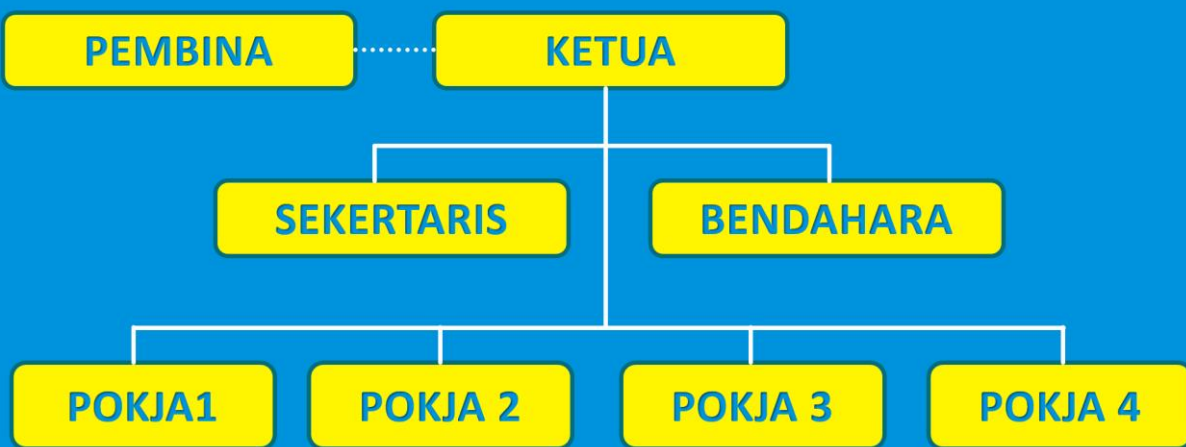 PEMBINA
KETUA
SEKERTARIS
BENDAHARA
POKJA1
POKJA 2
POKJA 3
POKJA 4